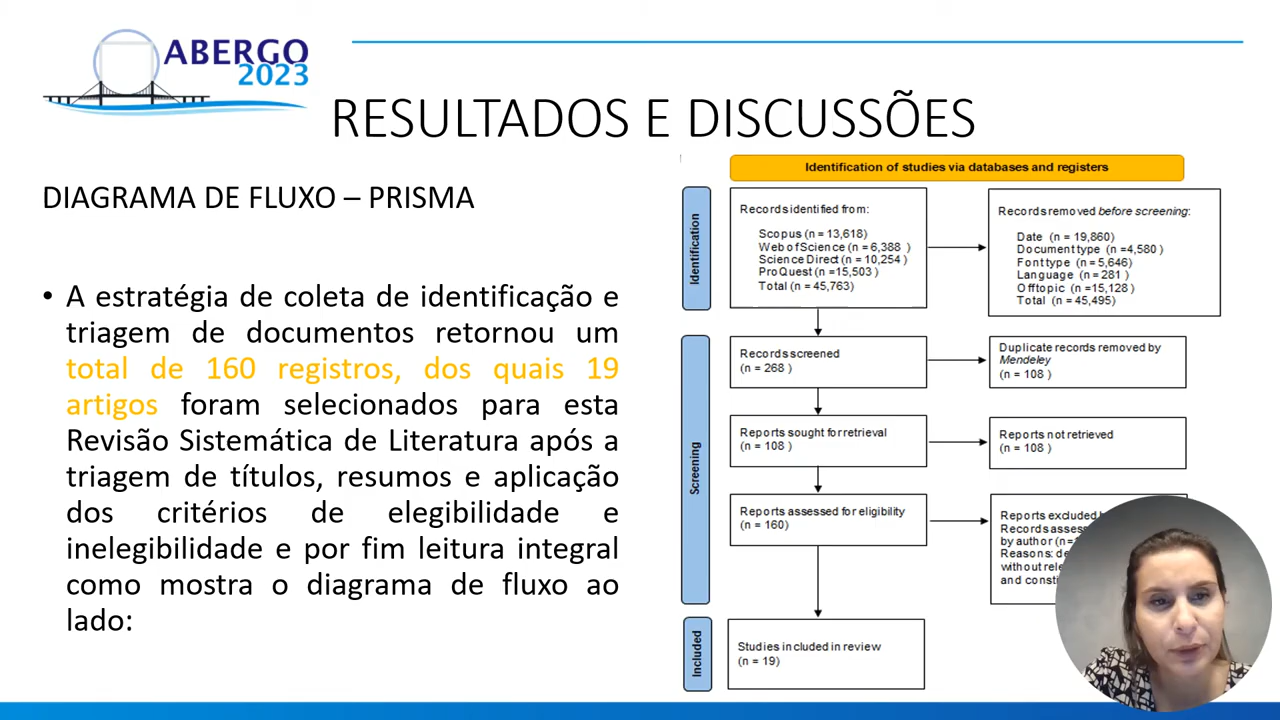 ABERGO
2023
RESULTADOS E DISCUSSÕES
DIAGRAMA DE FLUXO – PRISMA
• A estratégia de coleta de identificação e
triagem de documentos retornou um
total de 160 registros, dos quais 19
artigos foram selecionados para esta
Revisão Sistemática de Literatura após a
triagem de títulos, resumos e aplicação
dos critérios de elegibilidade e
inelegibilidade e por fim leitura integral
como mostra o diagrama de fluxo ao
lado:
Identification of studies via databases and registers
Identification
Records identified from:
Scopus (n = 13,618)
Web of Science (n = 6,388 )
Science Direct (n = 10,254 )
ProQuest (n =15,503 )
Total (n = 45,763)
Records removed before screening:
Date (n = 19,860)
Document type (n =4,580 )
Font type (n = 5,646)
Language (n = 281 )
Offtopic (n =15,128 )
Total (n = 45,495)
Screening
Records screened
(n = 268 )
Duplicate records removed by
Mendeley
(n = 108 )
Reports sought for retrieval
(n = 108 )
Reports not retrieved
(n = 108 )
Reports assessed for eligibility
(n = 160)
Reports excluded
Records
by author
Reasons:
without
and
Included
Studies included in review
(n = 19)